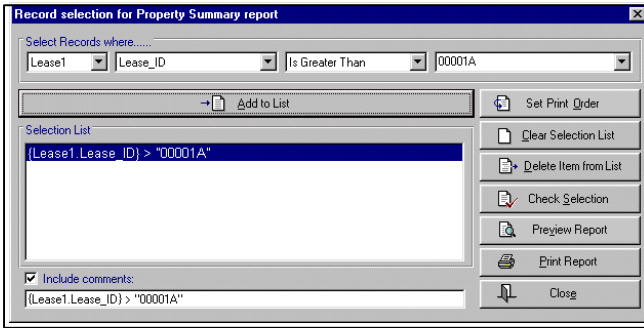 Record selection for Property Summary report
Select Records where......
Lease1 Lease_ID Is Greater Than 00001A
Add to List
Set Print Order
Selection List
Clear Selection List
{Lease1.Lease_ID} > "00001A"
Delete Item from List
Check Selection
Preview Report
Print Report
Include comments:
Close
{Lease1.Lease_ID} > "00001A"